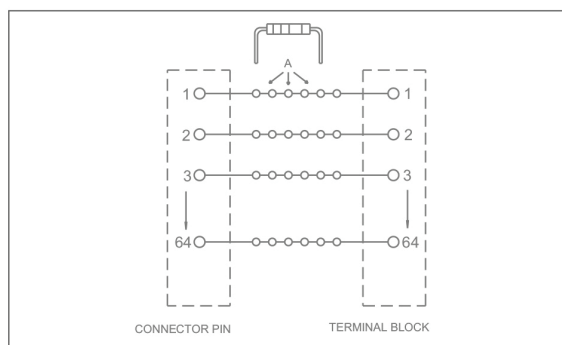 A
1 1
2 2
3 3
64 64
CONNECTOR PIN TERMINAL BLOCK